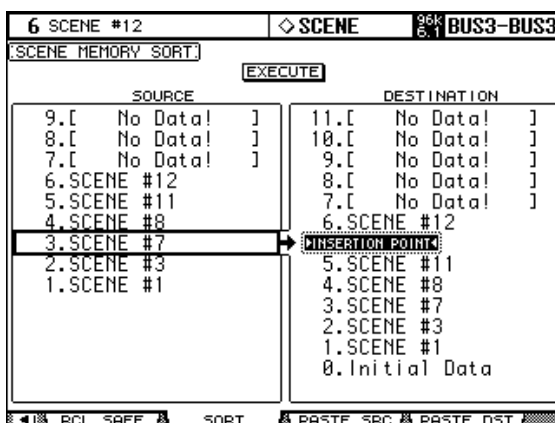 6 SCENE #12 ◇SCENE 96k 6.1 BUS3-BUS3
SCENE MEMORY SORT
EXECUTE
SOURCE
9.[ No Data! ]
8.[ No Data! ]
7.[ No Data! ]
6.SCENE #12
5.SCENE #11
4.SCENE #8
3.SCENE #7
2.SCENE #3
1.SCENE #1
DESTINATION
11.[ No Data! ]
10.[ No Data! ]
9.[ No Data! ]
8.[ No Data! ]
7.[ No Data! ]
6.SCENE #12
INSERTION POINT
5.SCENE #11
4.SCENE #8
3.SCENE #7
2.SCENE #3
1.SCENE #1
0.Initial Data
RCL SAFE SORT PASTE SRC PASTE DST